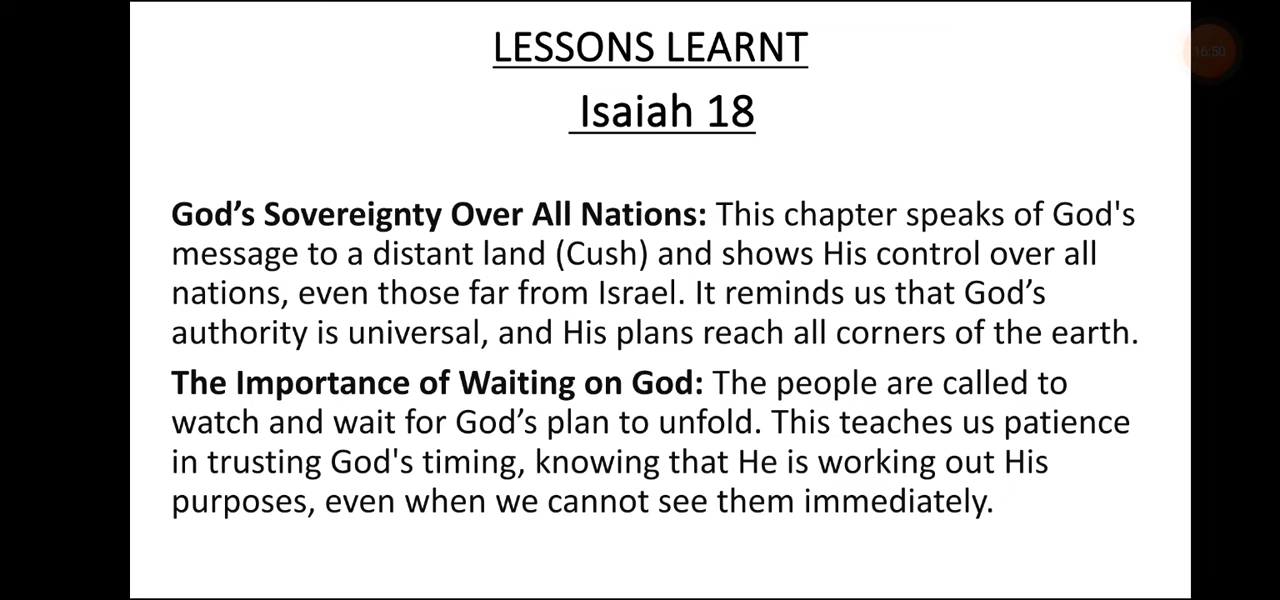 LESSONS LEARNT
Isaiah 18
16:50
God’s Sovereignty Over All Nations: This chapter speaks of God's
message to a distant land (Cush) and shows His control over all
nations, even those far from Israel. It reminds us that God’s
authority is universal, and His plans reach all corners of the earth.
The Importance of Waiting on God: The people are called to
watch and wait for God’s plan to unfold. This teaches us patience
in trusting God's timing, knowing that He is working out His
purposes, even when we cannot see them immediately.